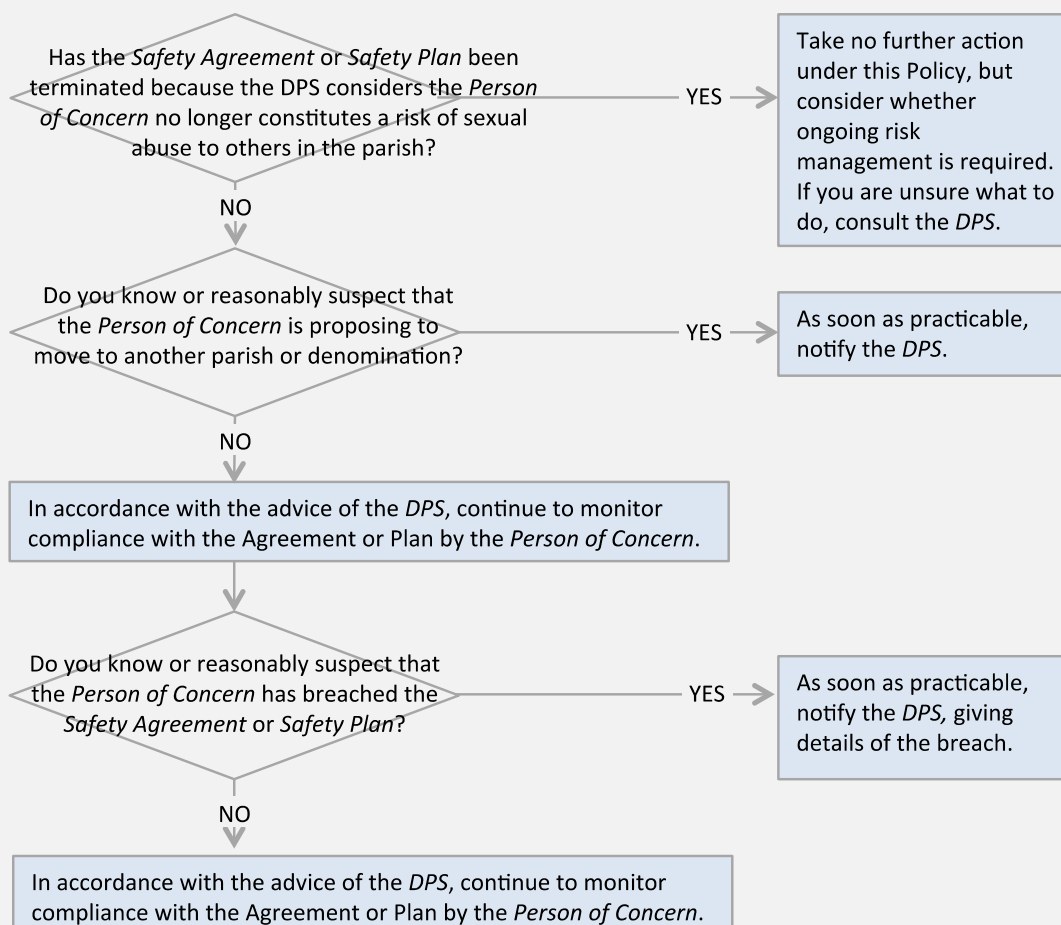 Has the Safety Agreement or Safety Plan been
terminated because the DPS considers the Person
of Concern no longer constitutes a risk of sexual
abuse to others in the parish?
YES
Take no further action
under this Policy, but
consider whether
ongoing risk
management is required.
If you are unsure what to
do, consult the DPS.
NO
Do you know or reasonably suspect that
the Person of Concern is proposing to
move to another parish or denomination?
YES
As soon as practicable,
notify the DPS.
NO
In accordance with the advice of the DPS, continue to monitor
compliance with the Agreement or Plan by the Person of Concern.
Do you know or reasonably suspect that
the Person of Concern has breached the
Safety Agreement or Safety Plan?
YES
As soon as practicable,
notify the DPS, giving
details of the breach.
NO
In accordance with the advice of the DPS, continue to monitor
compliance with the Agreement or Plan by the Person of Concern.